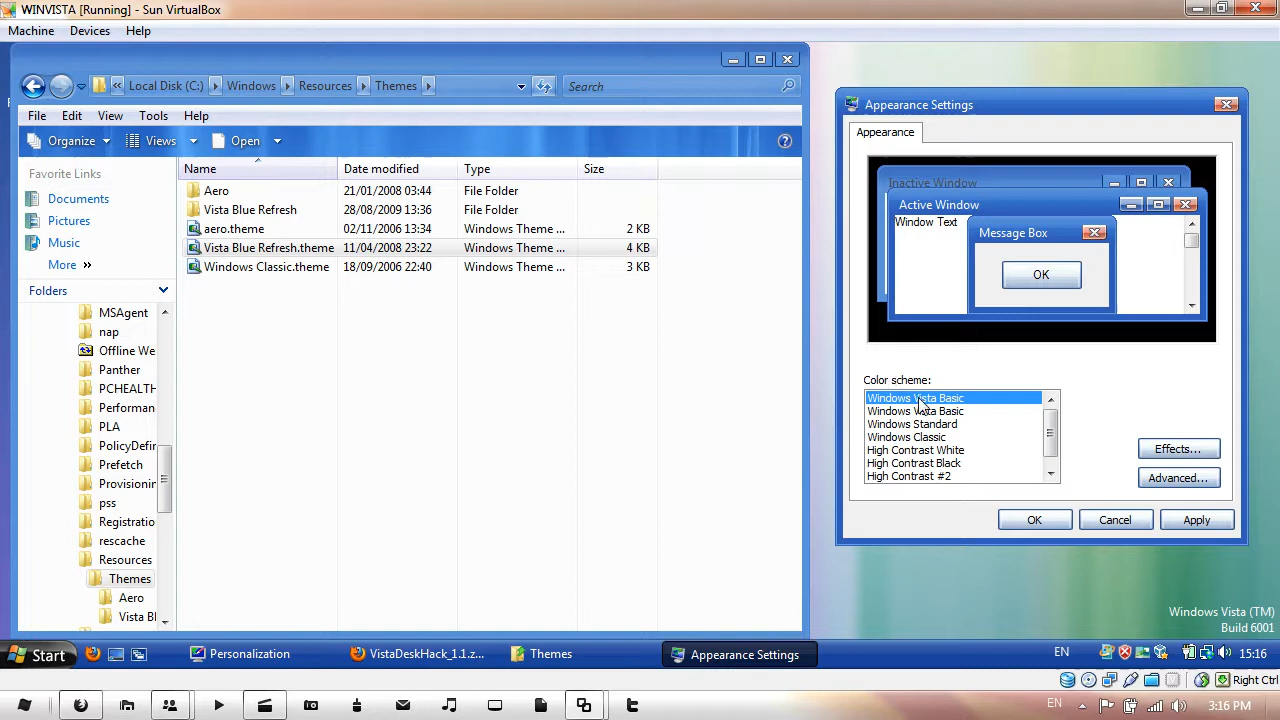 WINVISTA [Running] - Sun VirtualBox
Machine Devices Help
Local Disk (C:) Windows Resources Themes Search
File Edit View Tools Help
Organize Views Open
Favorite Links
Documents
Pictures
Music
More »
Folders
MSAgent
nap
Offline We
Panther
PCHEALTH
Performan
PLA
PolicyDefir
Prefetch
Provisionin
pss
Registratio
rescache
Resources
Themes
Aero
Vista Bl
Name Date modified Type Size
Aero 21/01/2008 03:44 File Folder
Vista Blue Refresh 28/08/2009 13:36 File Folder
aero.theme 02/11/2006 13:34 Windows Theme ... 2 KB
Vista Blue Refresh.theme 11/04/2008 23:22 Windows Theme ... 4 KB
Windows Classic.theme 18/09/2006 22:40 Windows Theme ... 3 KB
Appearance Settings
Appearance
Inactive Window
Active Window
Window Text
Message Box
OK
Color scheme:
Windows Vista Basic
Windows Vista Basic
Windows Standard
Windows Classic
High Contrast White
High Contrast Black
High Contrast #2
Effects...
Advanced...
OK Cancel Apply
Windows Vista (TM)
Build 6001
Start Personalization VistaDeskHack_1.1.z... Themes Appearance Settings EN 15:16
Right Ctrl
EN 3:16 PM